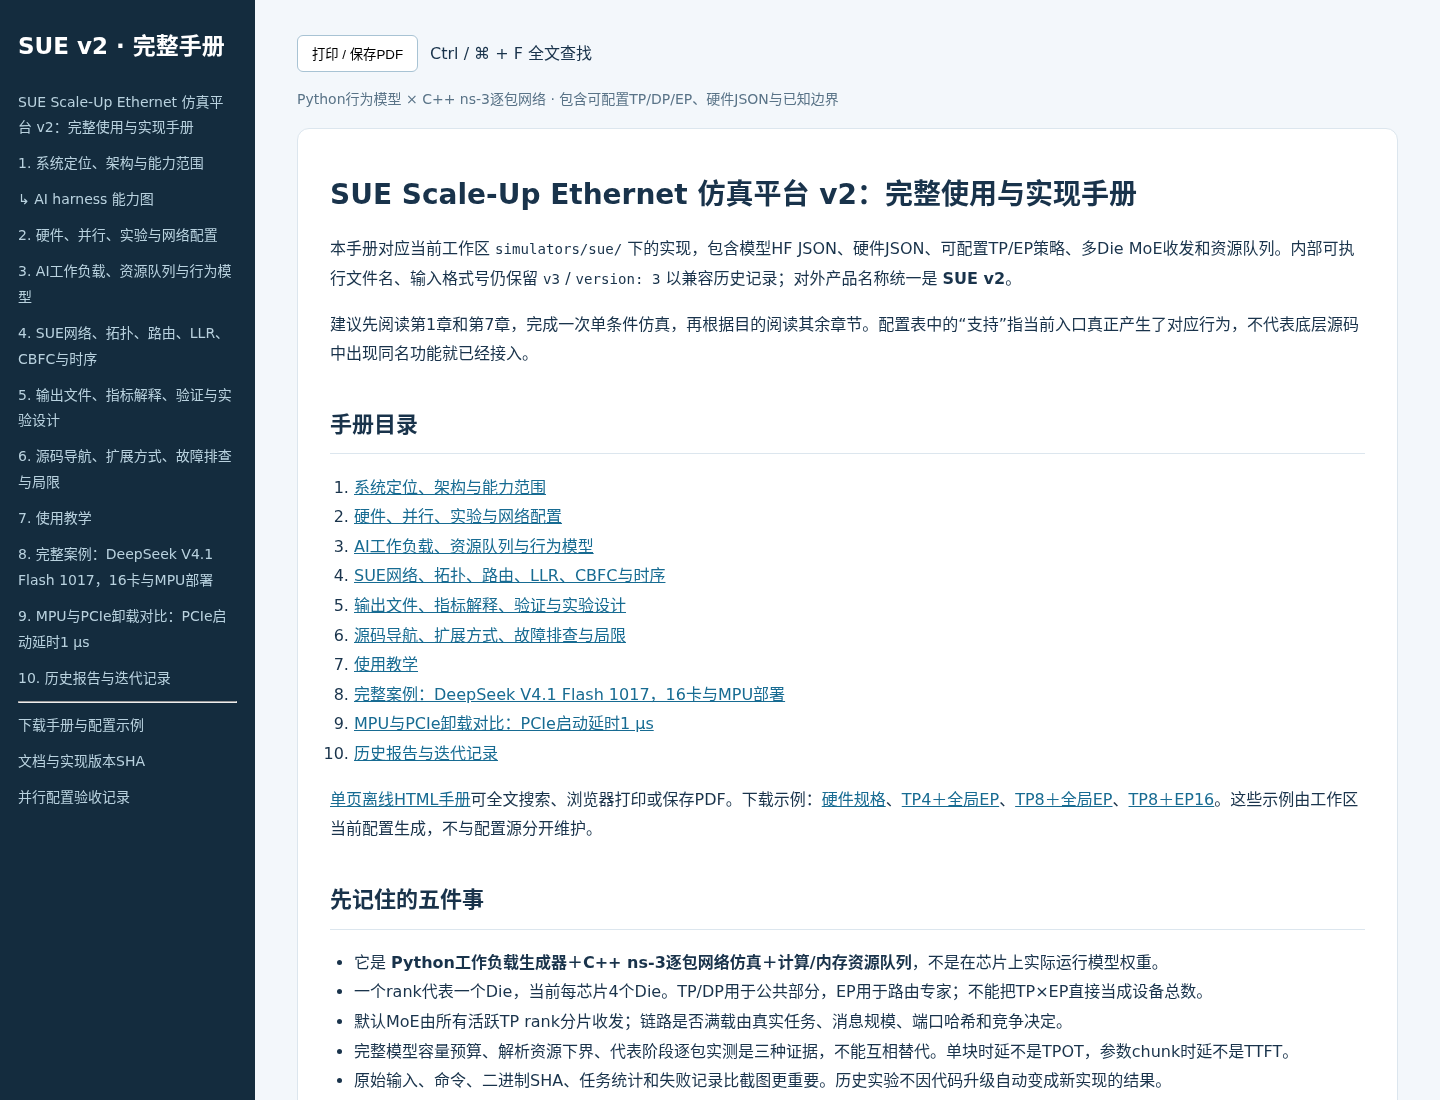 SUE v2 · 完整手册
SUE Scale-Up Ethernet 仿真平
台 v2：完整使用与实现手册
1. 系统定位、架构与能力范围
↳ AI harness 能力图
2. 硬件、并行、实验与网络配置
3. AI工作负载、资源队列与行为模
型
4. SUE网络、拓扑、路由、LLR、
CBFC与时序
5. 输出文件、指标解释、验证与实
验设计
6. 源码导航、扩展方式、故障排查
与局限
7. 使用教学
8. 完整案例：DeepSeek V4.1
Flash 1017，16卡与MPU部署
9. MPU与PCIe卸载对比：PCIe启
动延时1 μs
10. 历史报告与迭代记录
下载手册与配置示例
文档与实现版本SHA
并行配置验收记录
打印 / 保存PDF
Ctrl / ⌘ + F 全文查找
Python行为模型 × C++ ns-3逐包网络 · 包含可配置TP/DP/EP、硬件JSON与已知边界
SUE Scale-Up Ethernet 仿真平台 v2：完整使用与实现手册
本手册对应当前工作区 simulators/sue/ 下的实现，包含模型HF JSON、硬件JSON、可配置TP/EP策略、多Die MoE收发和资源队列。内部可执
行文件名、输入格式号仍保留 v3 / version: 3 以兼容历史记录；对外产品名称统一是 SUE v2。
建议先阅读第1章和第7章，完成一次单条件仿真，再根据目的阅读其余章节。配置表中的“支持”指当前入口真正产生了对应行为，不代表底层源码
中出现同名功能就已经接入。
手册目录
1. 系统定位、架构与能力范围
2. 硬件、并行、实验与网络配置
3. AI工作负载、资源队列与行为模型
4. SUE网络、拓扑、路由、LLR、CBFC与时序
5. 输出文件、指标解释、验证与实验设计
6. 源码导航、扩展方式、故障排查与局限
7. 使用教学
8. 完整案例：DeepSeek V4.1 Flash 1017，16卡与MPU部署
9. MPU与PCIe卸载对比：PCIe启动延时1 μs
10. 历史报告与迭代记录
单页离线HTML手册可全文搜索、浏览器打印或保存PDF。下载示例：硬件规格、TP4＋全局EP、TP8＋全局EP、TP8＋EP16。这些示例由工作区
当前配置生成，不与配置源分开维护。
先记住的五件事
• 它是 Python工作负载生成器＋C++ ns-3逐包网络仿真＋计算/内存资源队列，不是在芯片上实际运行模型权重。
• 一个rank代表一个Die，当前每芯片4个Die。TP/DP用于公共部分，EP用于路由专家；不能把TP×EP直接当成设备总数。
• 默认MoE由所有活跃TP rank分片收发；链路是否满载由真实任务、消息规模、端口哈希和竞争决定。
• 完整模型容量预算、解析资源下界、代表阶段逐包实测是三种证据，不能互相替代。单块时延不是TPOT，参数chunk时延不是TTFT。
• 原始输入、命令、二进制SHA、任务统计和失败记录比截图更重要。历史实验不因代码升级自动变成新实现的结果。